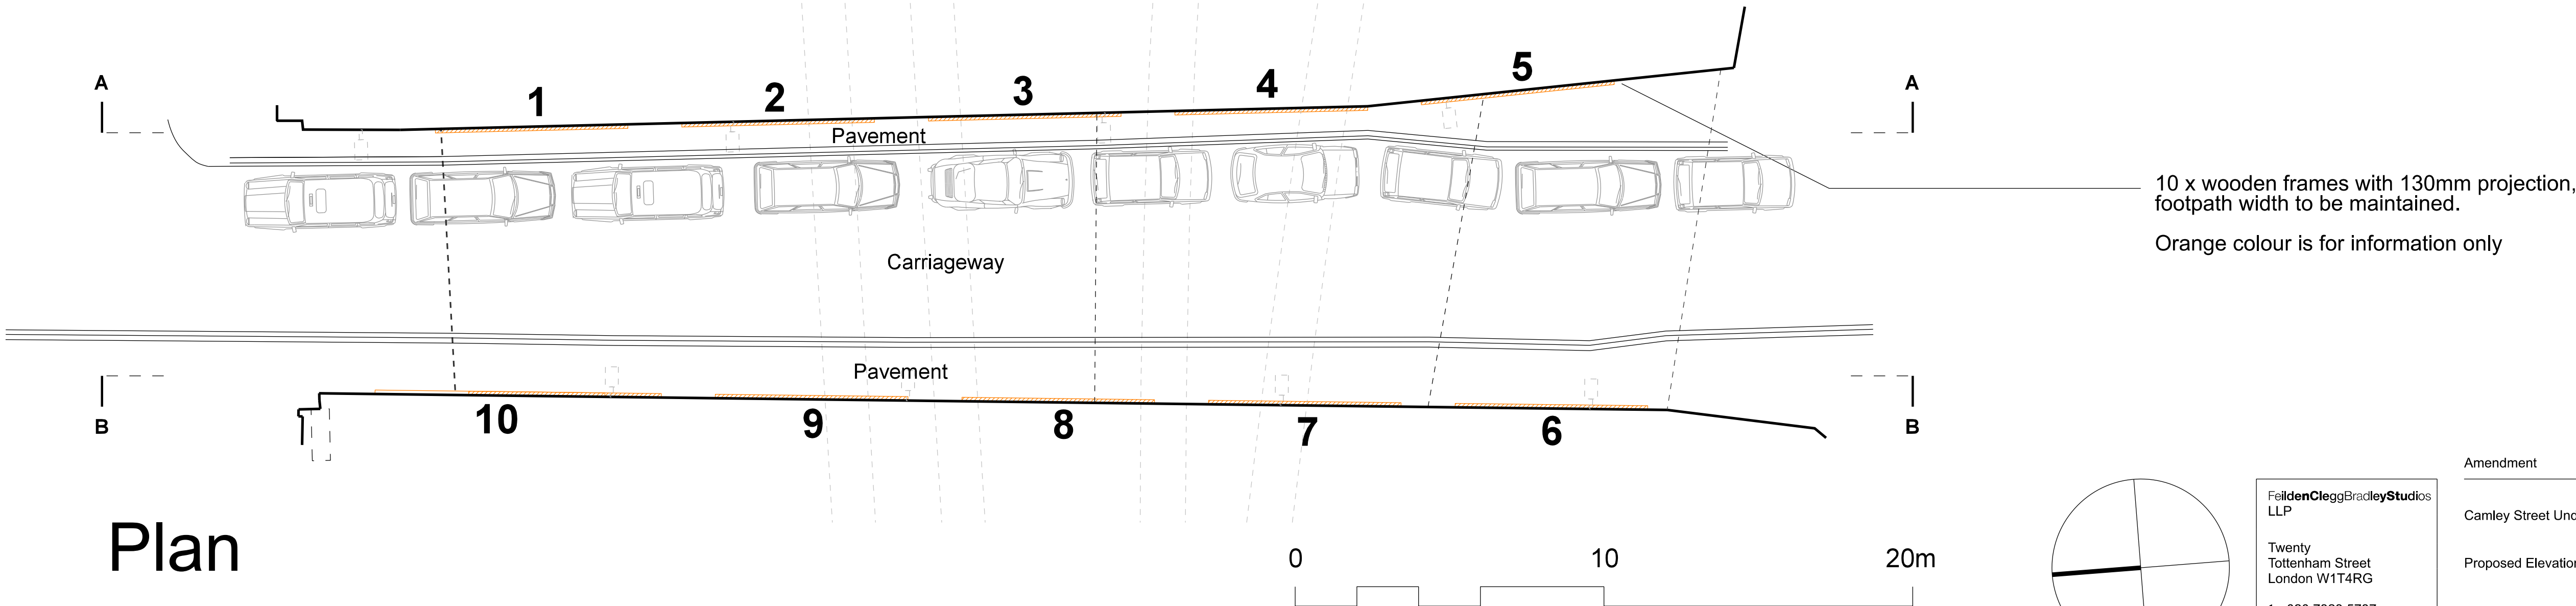 A
1
2
3
4
5
A
Pavement
10 x wooden frames with 130mm projection,
footpath width to be maintained.
Orange colour is for information only
Carriageway
Pavement
B
10
9
8
7
6
B
Plan
0
10
20m
FeildenCleggBradleyStudios
LLP
Twenty
Tottenham Street
London W1T4RG
Amendment
Camley Street
Proposed